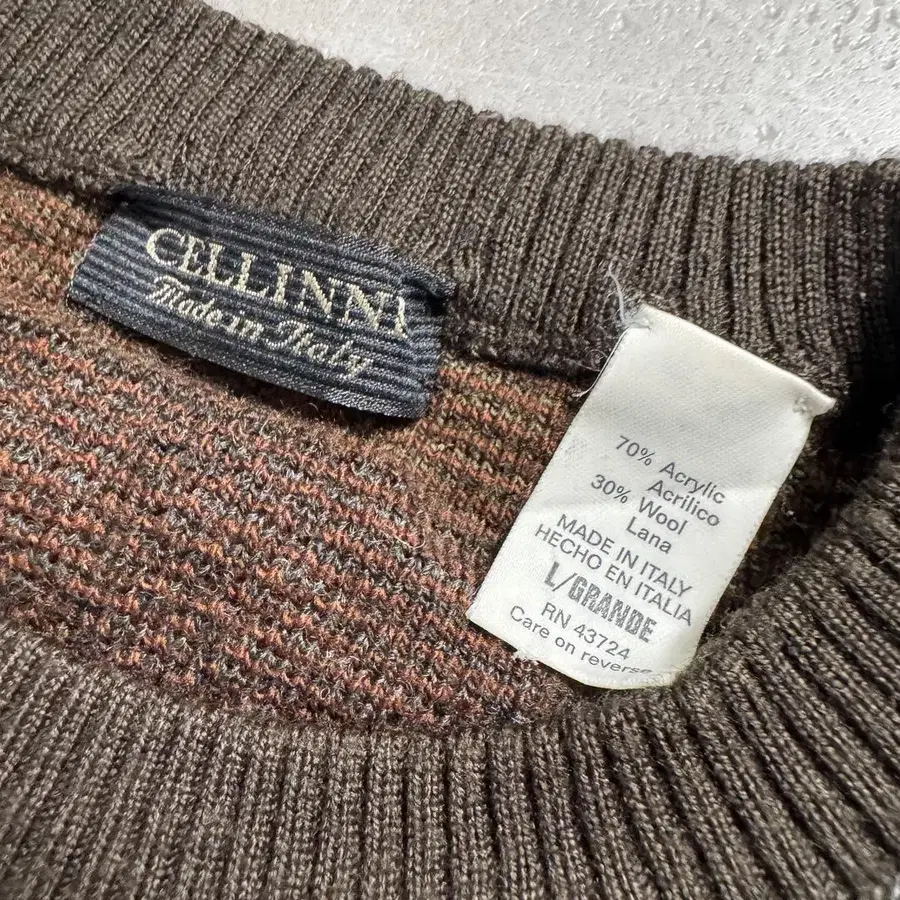 CELLINNI
Made in Italy
70% Acrylic
Acrilico
30% Wool
Lana
MADE IN ITALY
HECHO EN ITALIA
L/GRANDE
RN 43724
Care on reverse